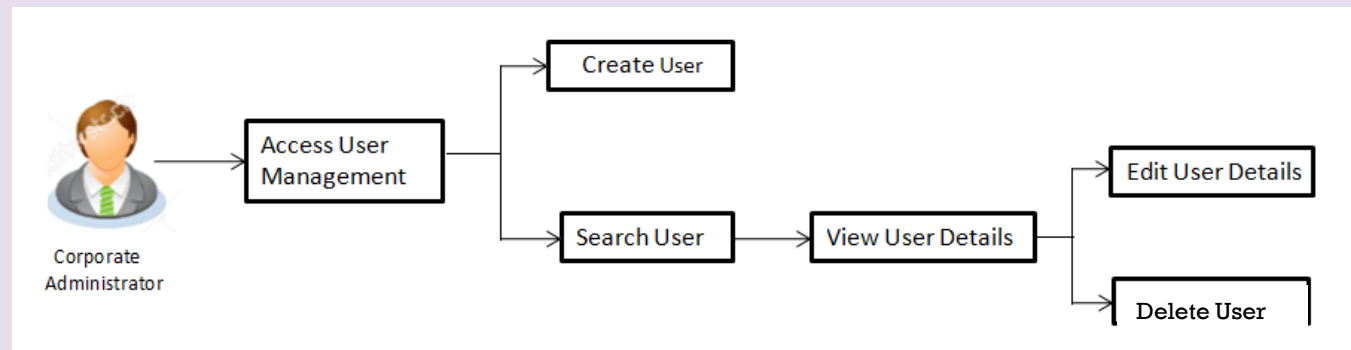 Create User
Access User
Management
Edit User Details
Search User
View User Details
Corporate
Administrator
Delete User